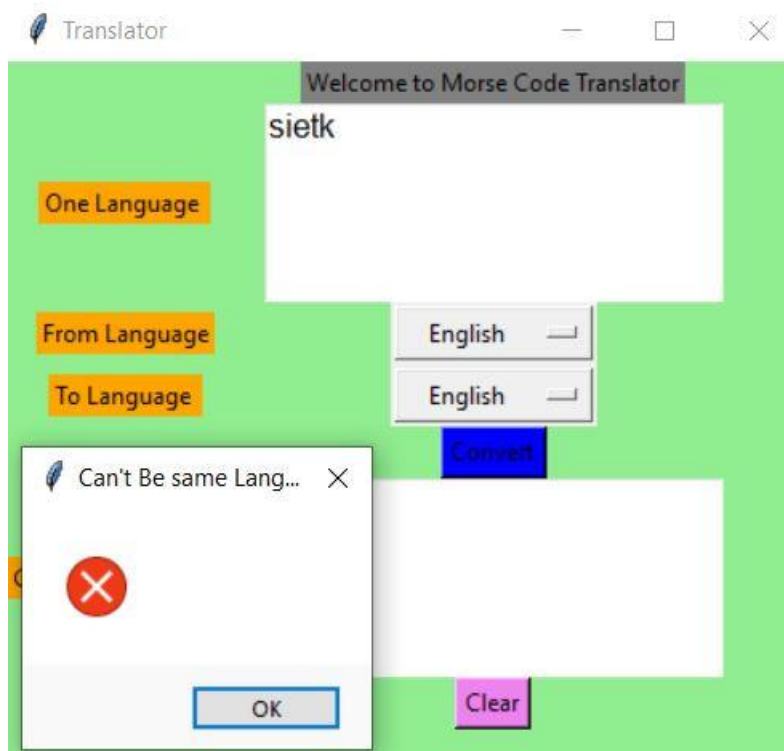 Translator
Welcome to Morse Code Translator
sietk
One Language
From Language
English
To Language
English
Convert
Can't Be same Lang...
OK
Clear